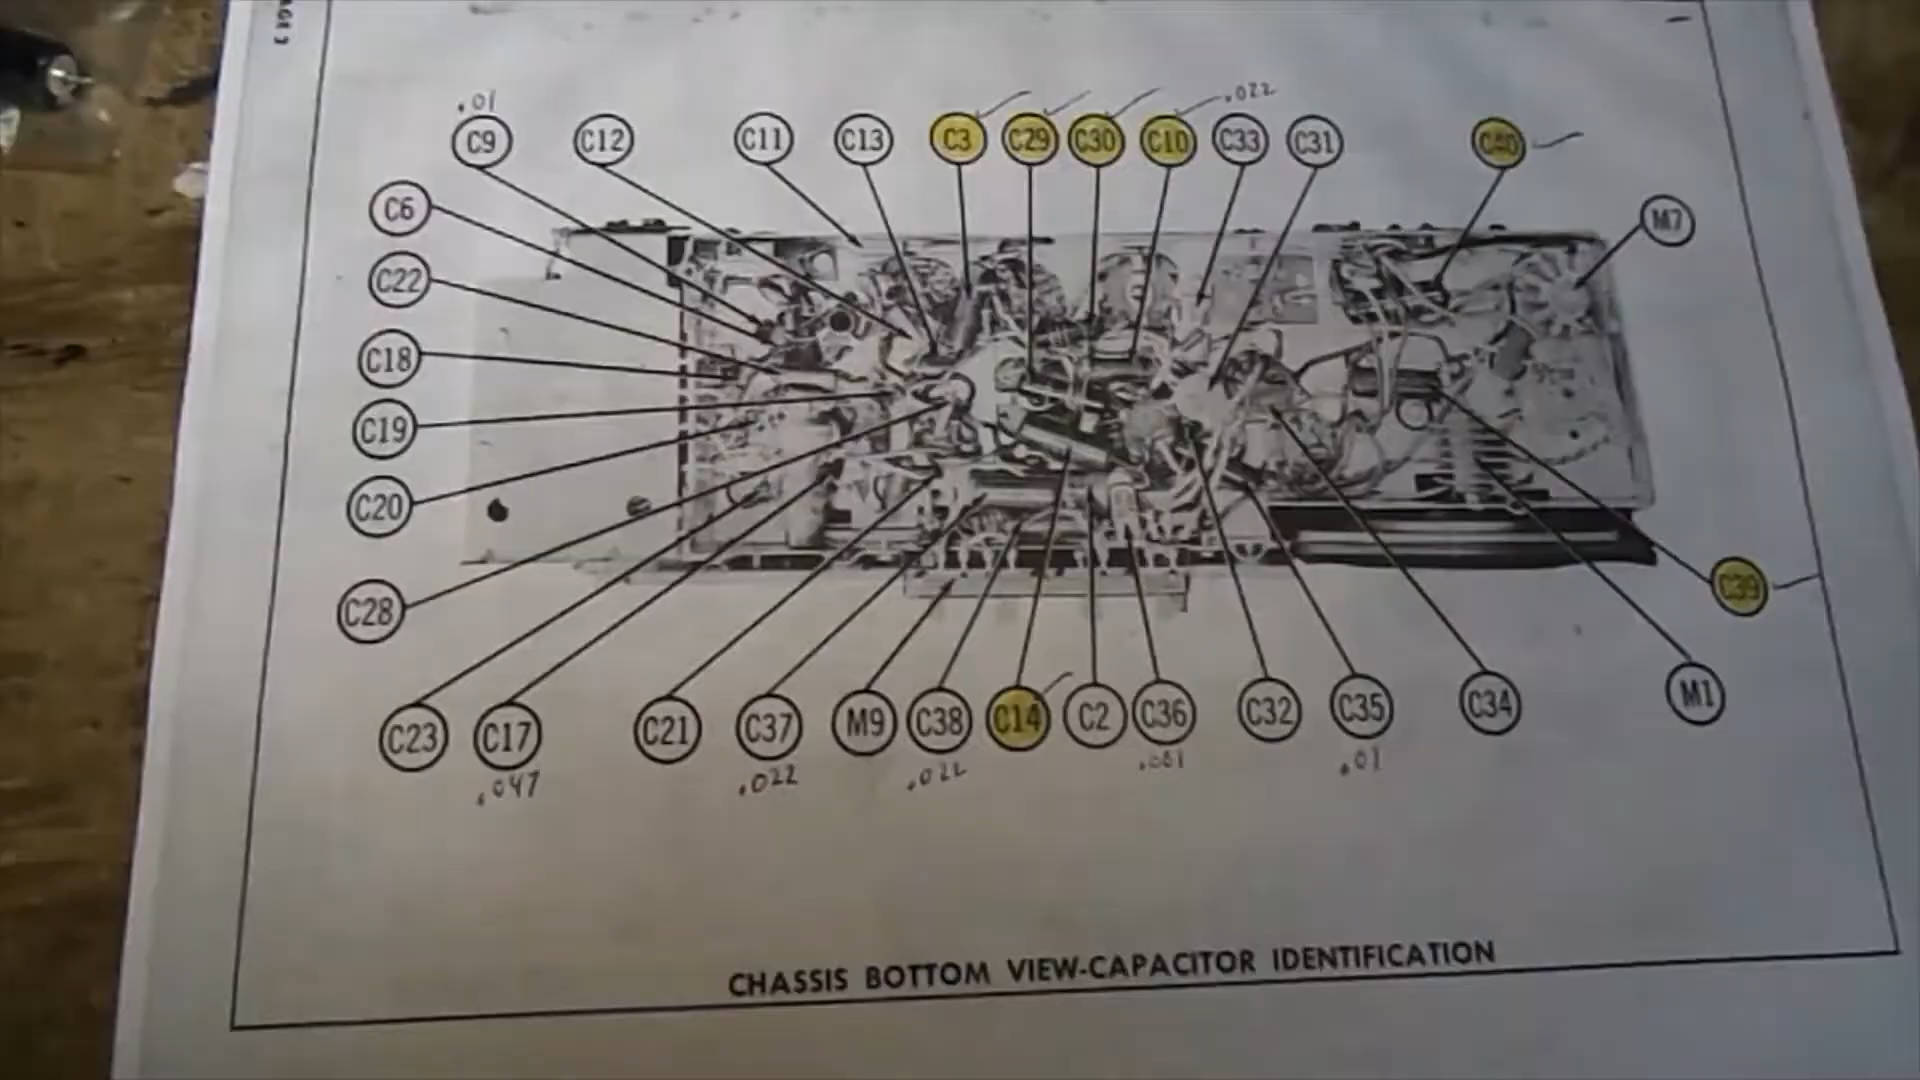 AGE 3
.01
.022
C9 C12 C11 C13 C3 C29 C30 C10 C33 C31 C40
C6
M7
C22
C18
C19
C20
C39
C28
C23 C17 C21 C37 M9 C38 C14 C2 C36 C32 C35 C34 M1
.047 .022 .022 .001 .01
CHASSIS BOTTOM VIEW-CAPACITOR IDENTIFICATION